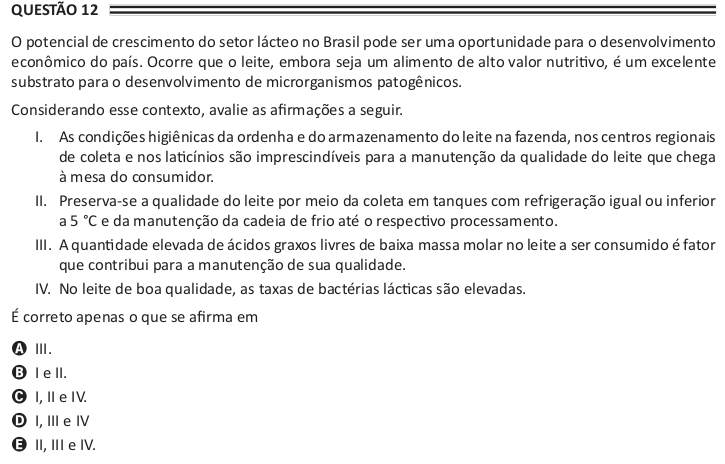 QUESTÃO 12
O potencial de crescimento do setor lácteo no Brasil pode ser uma oportunidade para o desenvolvimento
econômico do país. Ocorre que o leite, embora seja um alimento de alto valor nutritivo, é um excelente
substrato para o desenvolvimento de microrganismos patogênicos.
Considerando esse contexto, avalie as afirmações a seguir.
I. As condições higiênicas da ordenha e do armazenamento do leite na fazenda, nos centros regionais
de coleta e nos laticínios são imprescindíveis para a manutenção da qualidade do leite que chega
à mesa do consumidor.
II. Preserva-se a qualidade do leite por meio da coleta em tanques com refrigeração igual ou inferior
a 5 °C e da manutenção da cadeia de frio até o respectivo processamento.
III. A quantidade elevada de ácidos graxos livres de baixa massa molar no leite a ser consumido é fator
que contribui para a manutenção de sua qualidade.
IV. No leite de boa qualidade, as taxas de bactérias lácticas são elevadas.
É correto apenas o que se afirma em
A III.
B I e II.
C I, II e IV.
D I, III e IV
E II, III e IV.